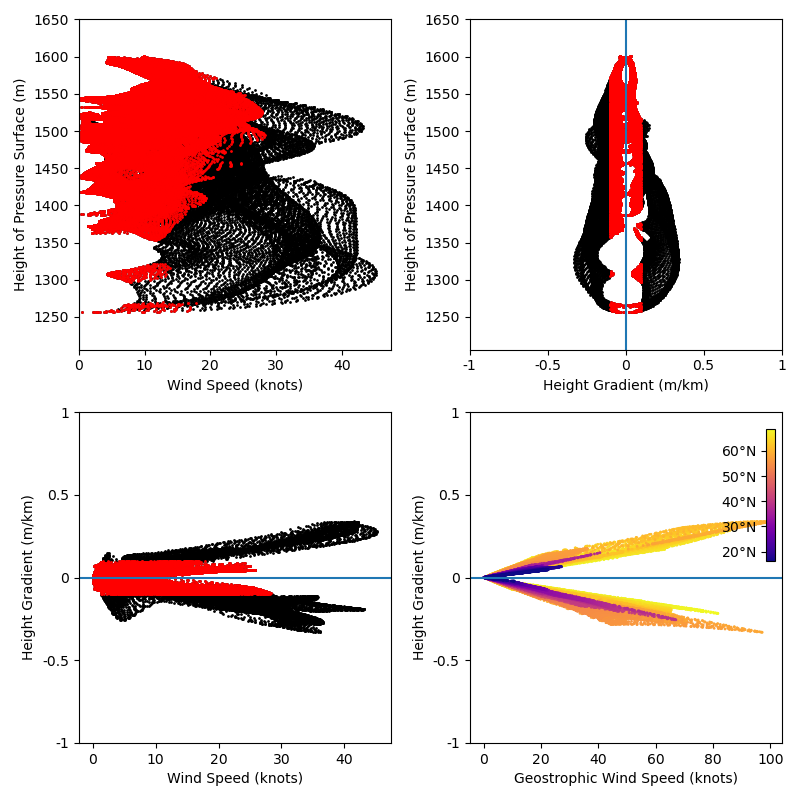 1650
1600
1550
1500
1450
1400
1350
1300
1250
Height of Pressure Surface (m)
0 10 20 30 40
Wind Speed (knots)
1650
1600
1550
1500
1450
1400
1350
1300
1250
Height of Pressure Surface (m)
-1 -0.5 0 0.5 1
Height Gradient (m/km)
1
0.5
0
-0.5
-1
Height Gradient (m/km)
0 10 20 30 40
Wind Speed (knots)
1
0.5
0
-0.5
-1
Height Gradient (m/km)
60°N
50°N
40°N
30°N
20°N
0 20 40 60 80 100
Geostrophic Wind Speed (knots)